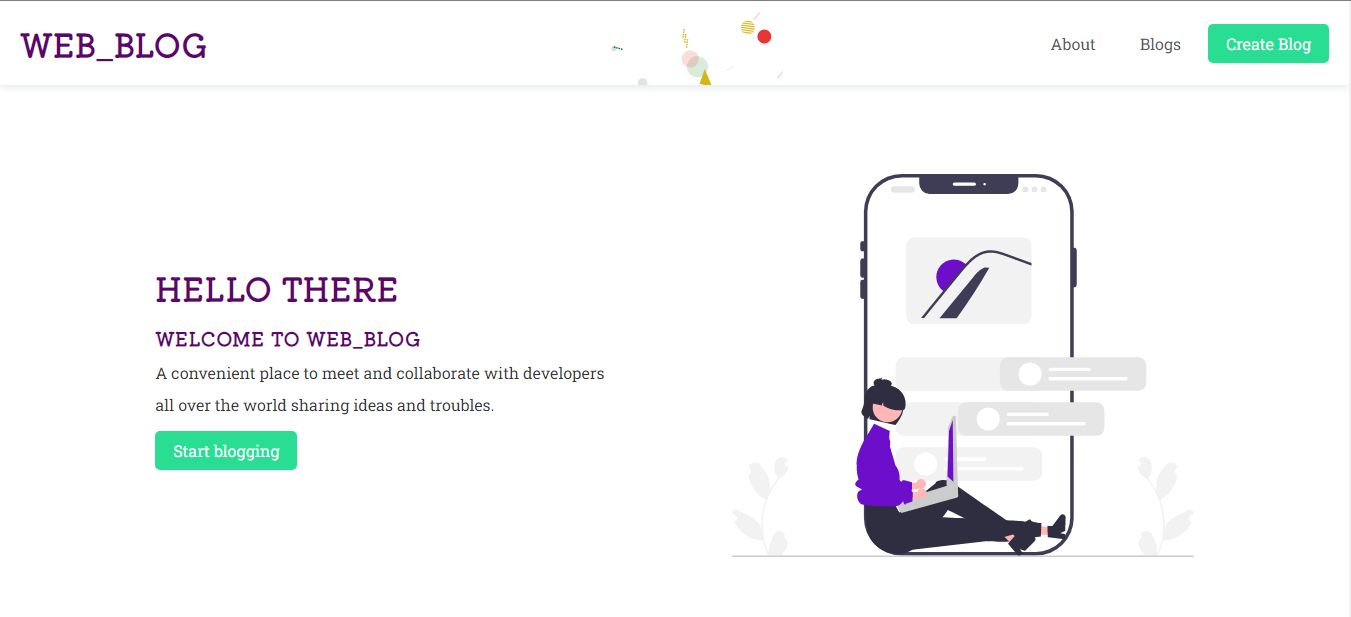 WEB_BLOG
About
Blogs
Create Blog
HELLO THERE
WELCOME TO WEB_BLOG
A convenient place to meet and collaborate with developers
all over the world sharing ideas and troubles.
Start blogging